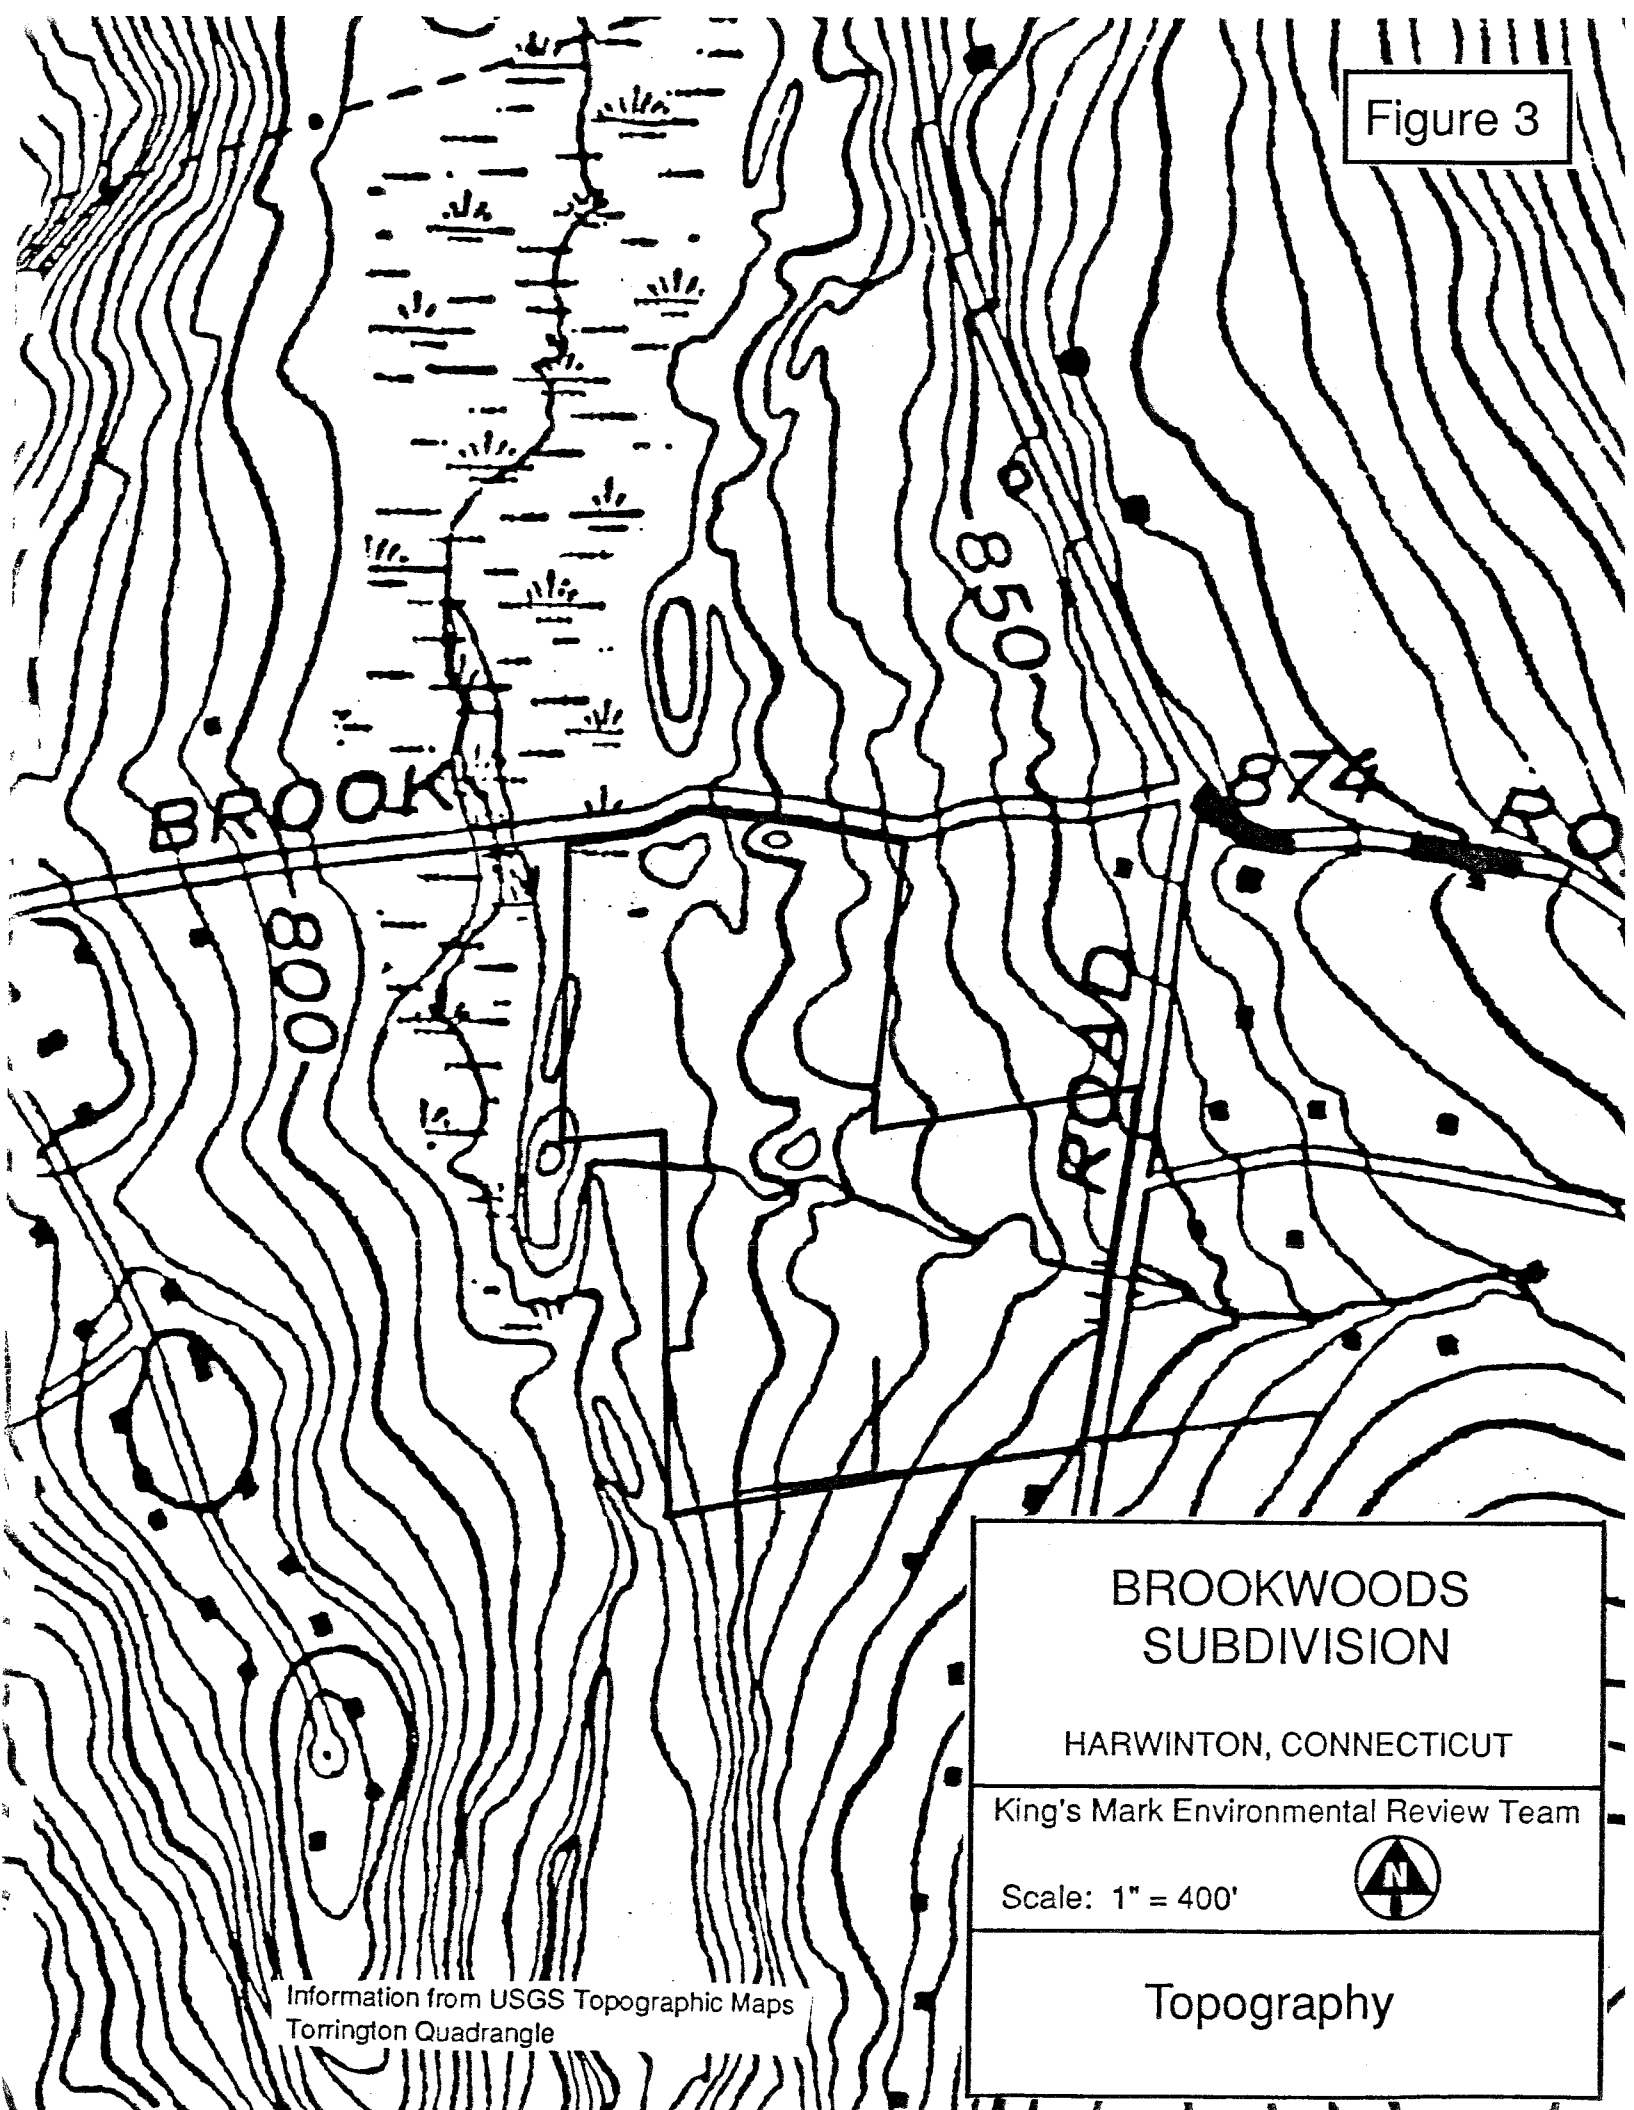 Figure 3
850
BROOK
874
RO
800
ROAD
BROOKWOODS
SUBDIVISION
HARWINTON, CONNECTICUT
King's Mark Environmental Review Team
N
Scale: 1" = 400'
Topography
Information from USGS Topographic Maps
Torrington Quadrangle